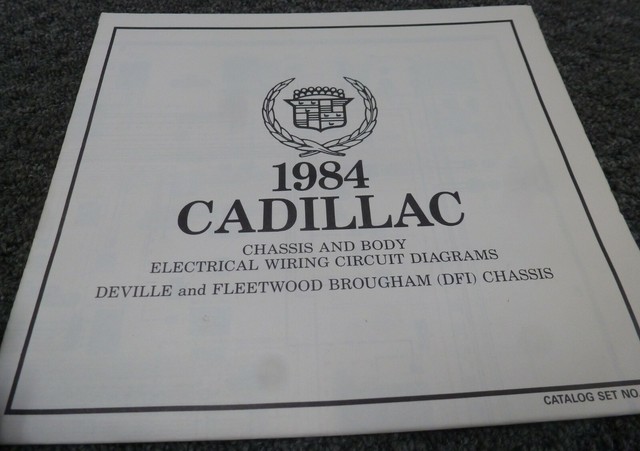 1984
CADILLAC
CHASSIS AND BODY
ELECTRICAL WIRING CIRCUIT DIAGRAMS
DEVILLE and FLEETWOOD BROUGHAM (DFI) CHASSIS
CATALOG SET NO.